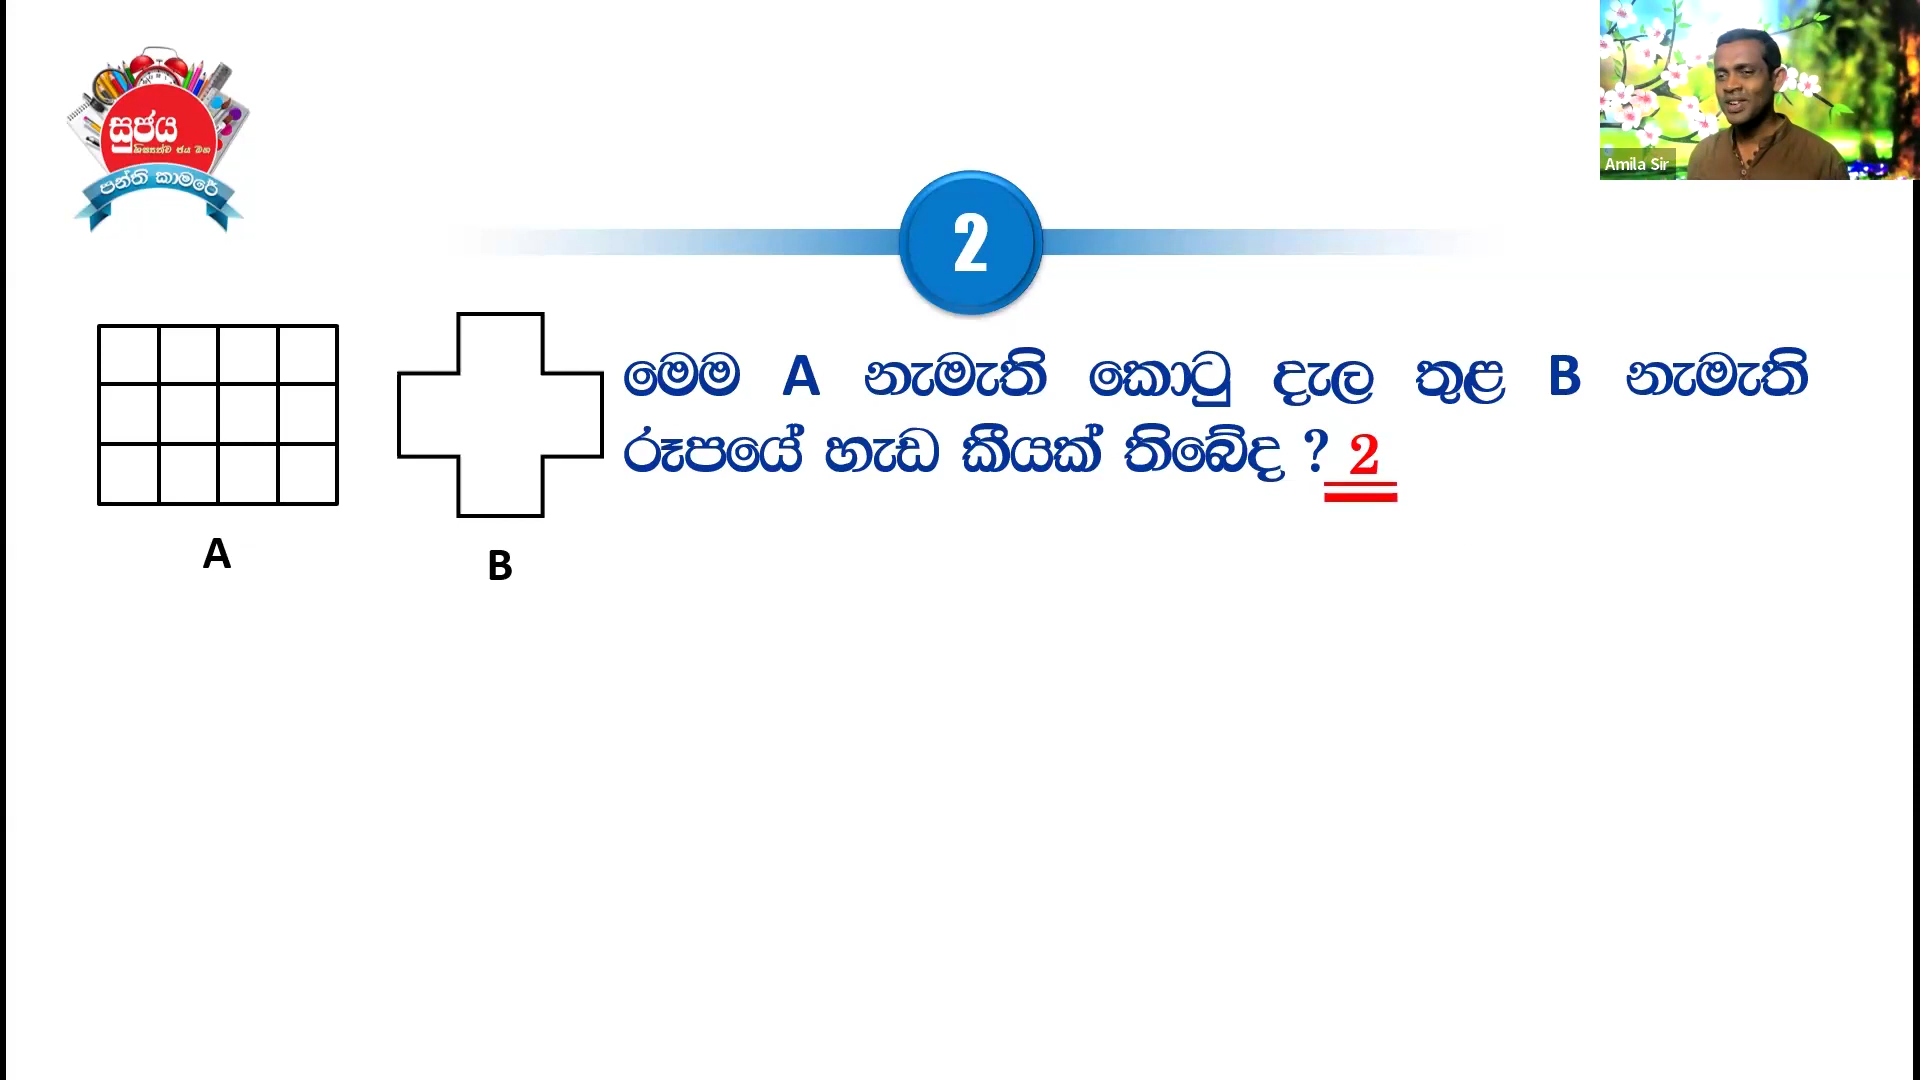 සුජය
පන්ති කාමරේ
Amila Sir
2
මෙම A නැමැති කොටු දැල තුළ B නැමැති
රූපයේ හැඩ කීයක් තිබේද ? 2
A
B